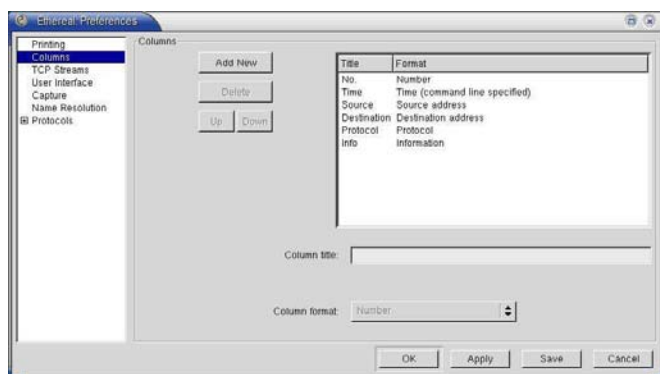 Ethereal Preferences
Printing
Columns
TCP Streams
User Interface
Capture
Name Resolution
Protocols
Columns
Add New
Delete
Up Down
Title Format
No. Number
Time Time (command line specified)
Source Source address
Destination Destination address
Protocol Protocol
Info Information
Column title:
Column format: Number
OK Apply Save Cancel